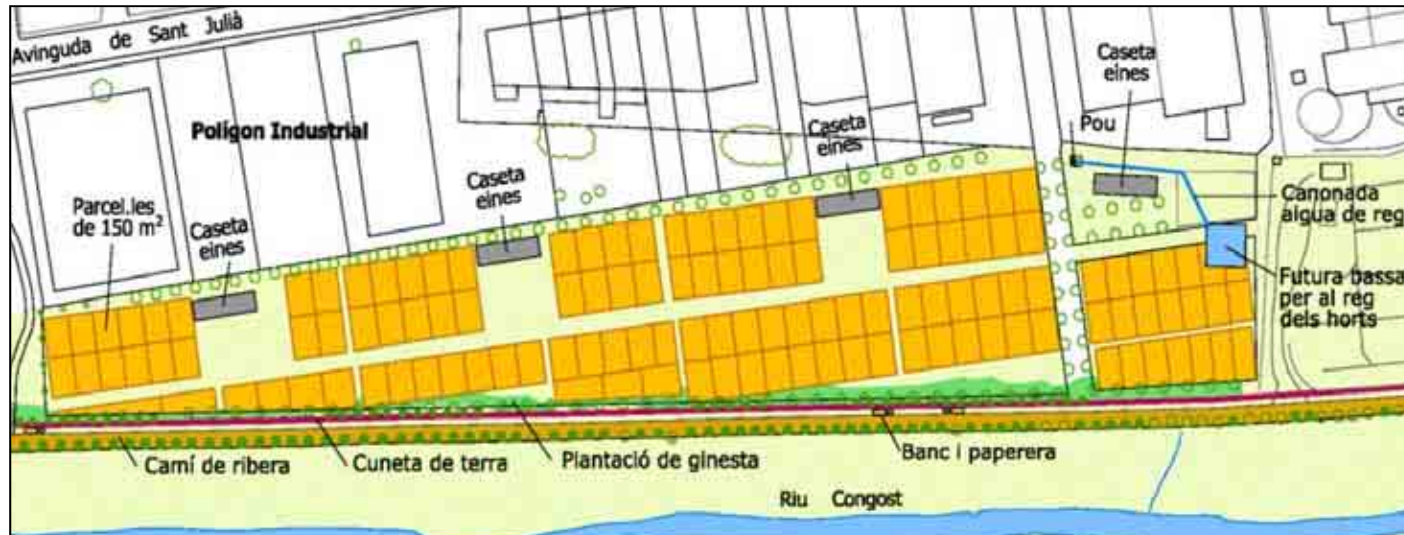 Avinguda de Sant Julià
Polígon Industrial
Parcel.les
de 150 m²
Caseta
eines
Caseta
eines
Caseta
eines
Caseta
eines
Pou
Canonada
aigua de reg
Futura bassa
per al reg
dels horts
Camí de ribera
Cuneta de terra
Plantació de ginesta
Banc i paperera
Riu Congost